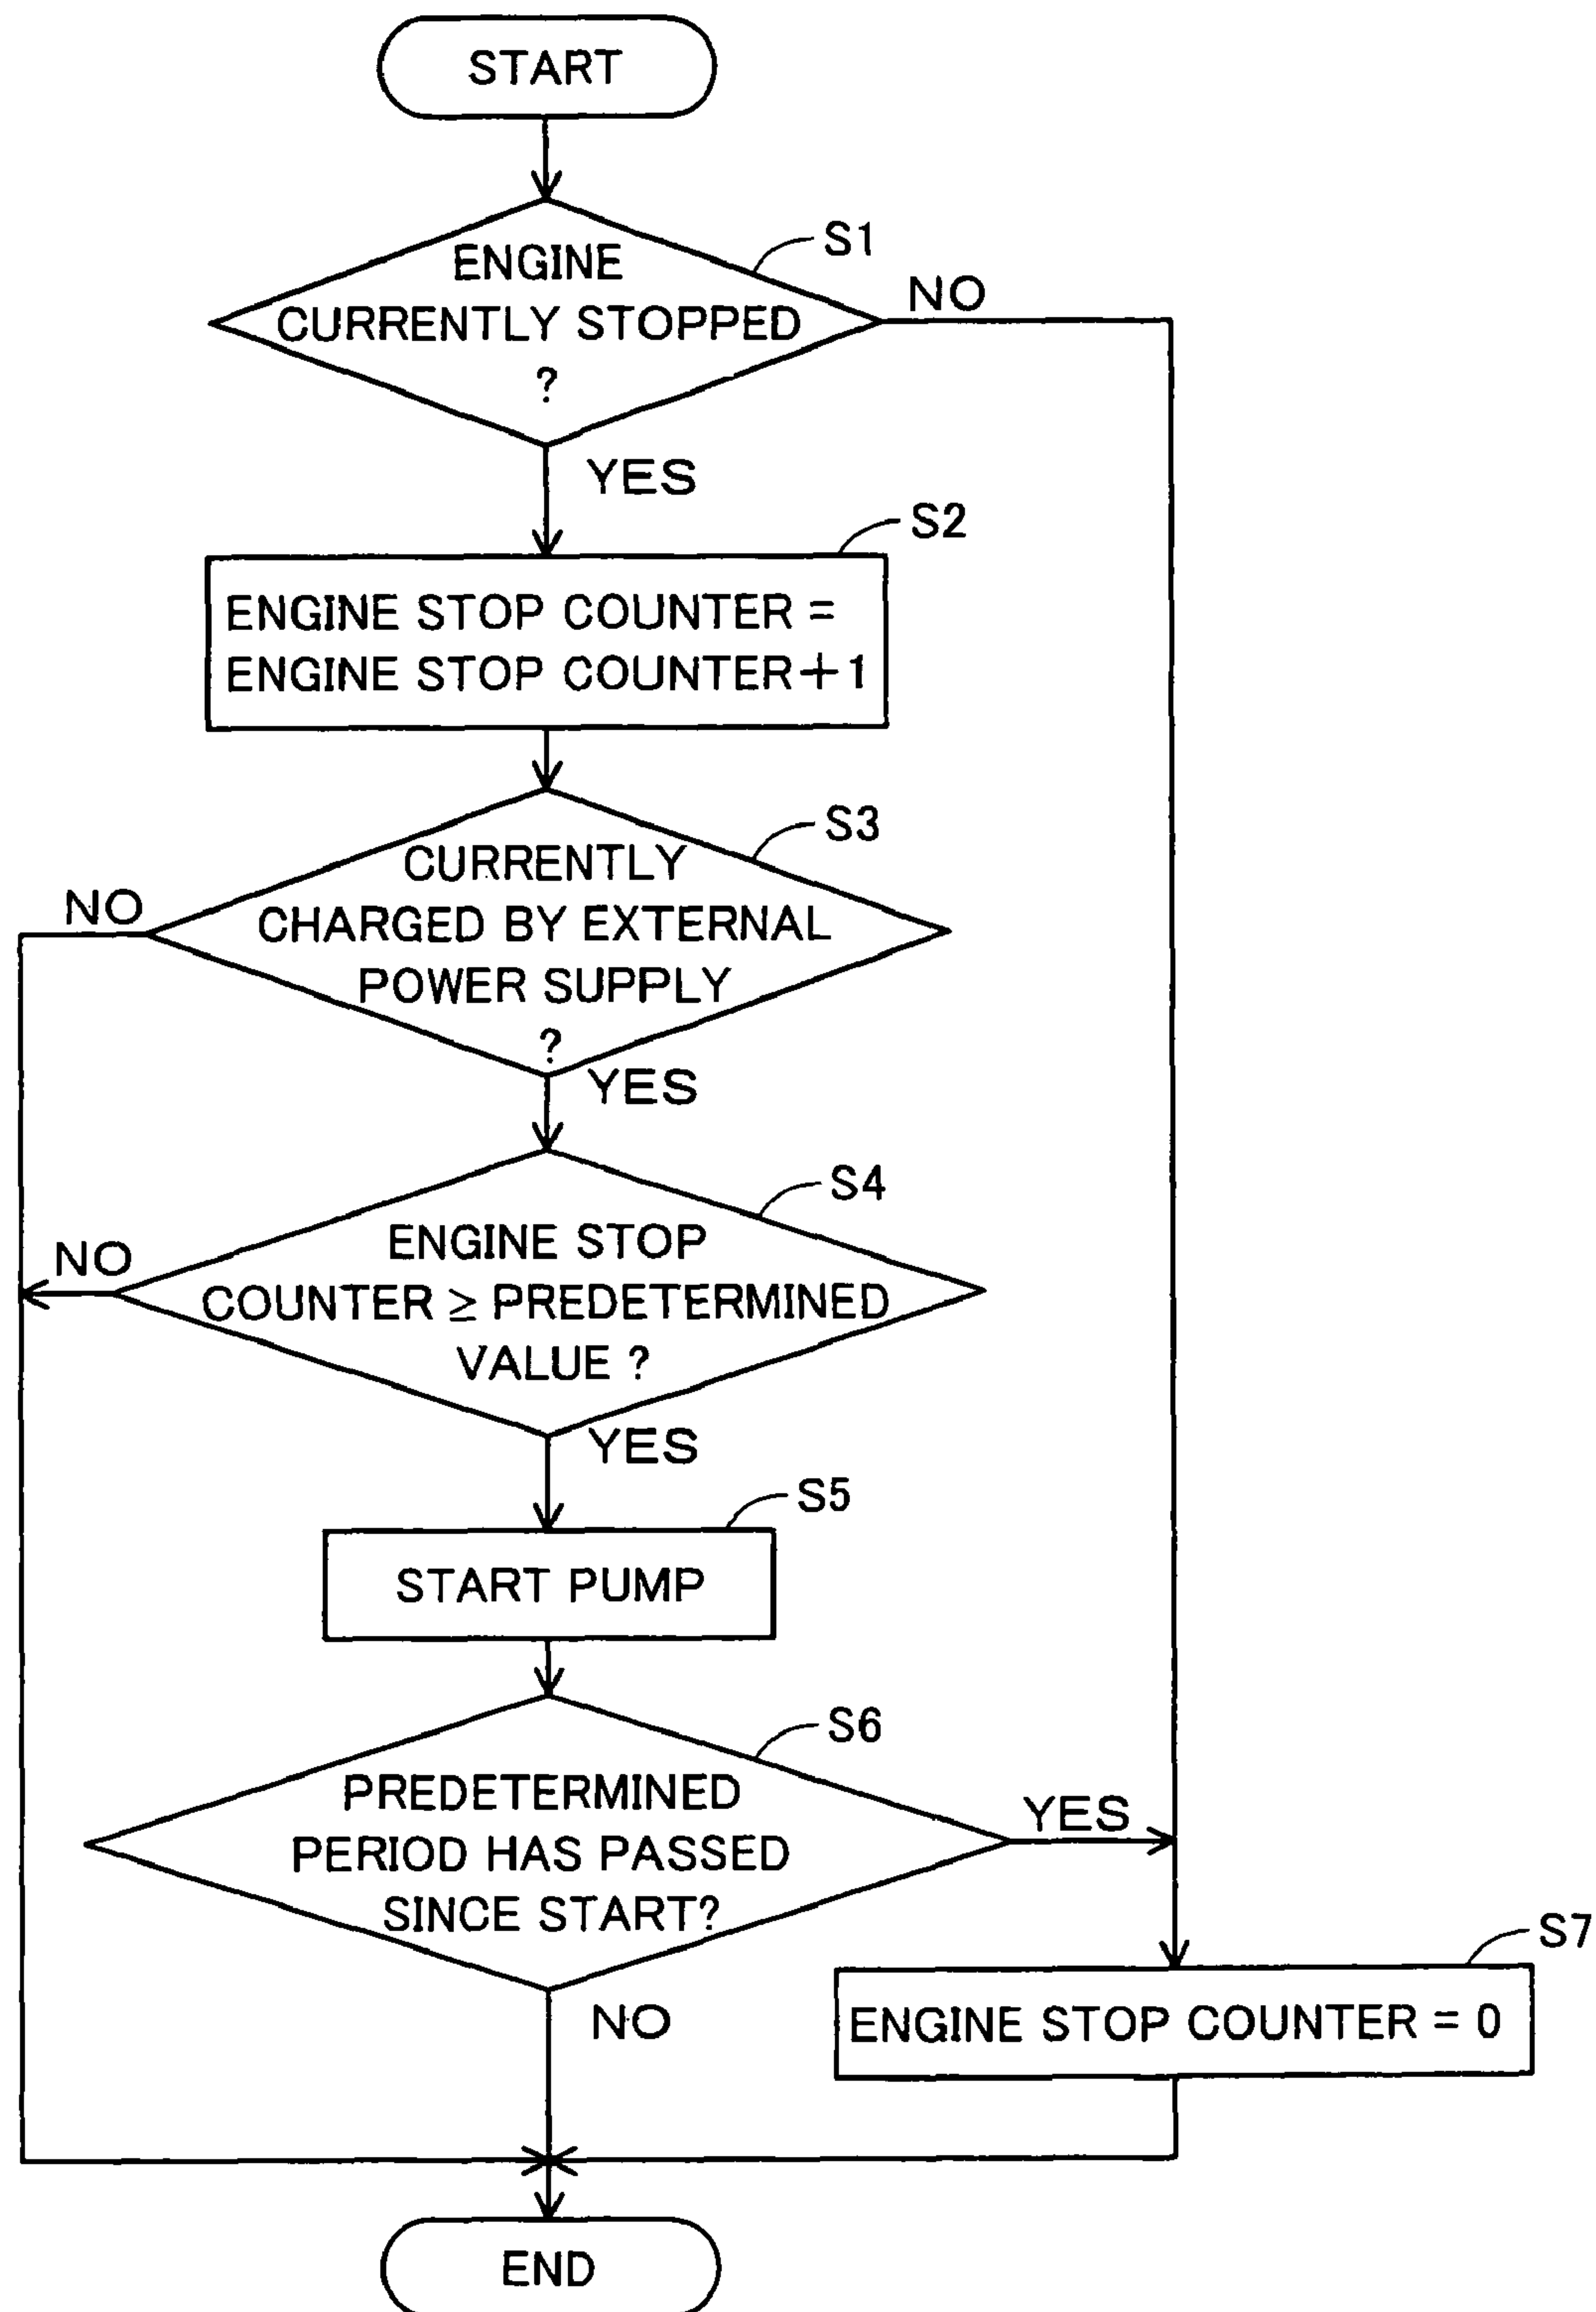 START
S1
ENGINE
CURRENTLY STOPPED
?
NO
YES
S2
ENGINE STOP COUNTER =
ENGINE STOP COUNTER+1
S3
CURRENTLY
CHARGED BY EXTERNAL
POWER SUPPLY
?
NO
YES
S4
ENGINE STOP
COUNTER ≥ PREDETERMINED
VALUE ?
NO
YES
S5
START PUMP
S6
PREDETERMINED
PERIOD HAS PASSED
SINCE START?
YES
NO
S7
ENGINE STOP COUNTER = 0
END